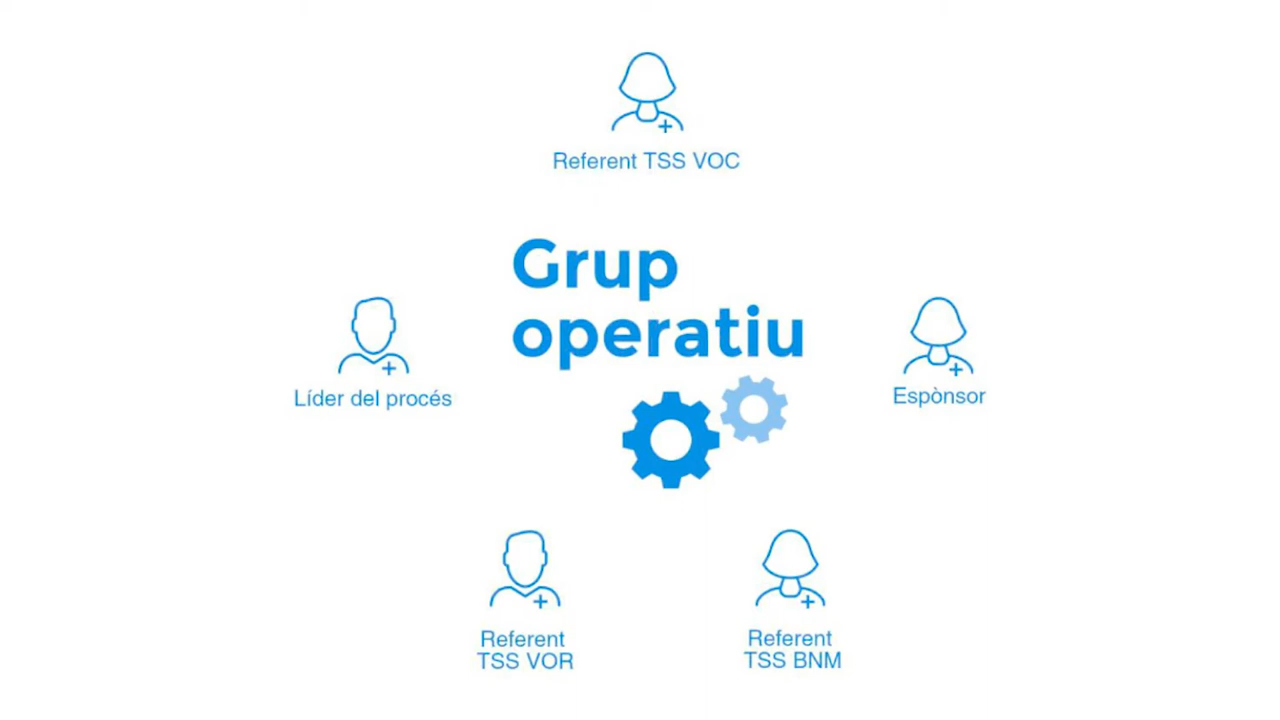 Referent TSS VOC
Grup
operatiu
Líder del procés
Espònsor
Referent
TSS VOR
Referent
TSS BNM